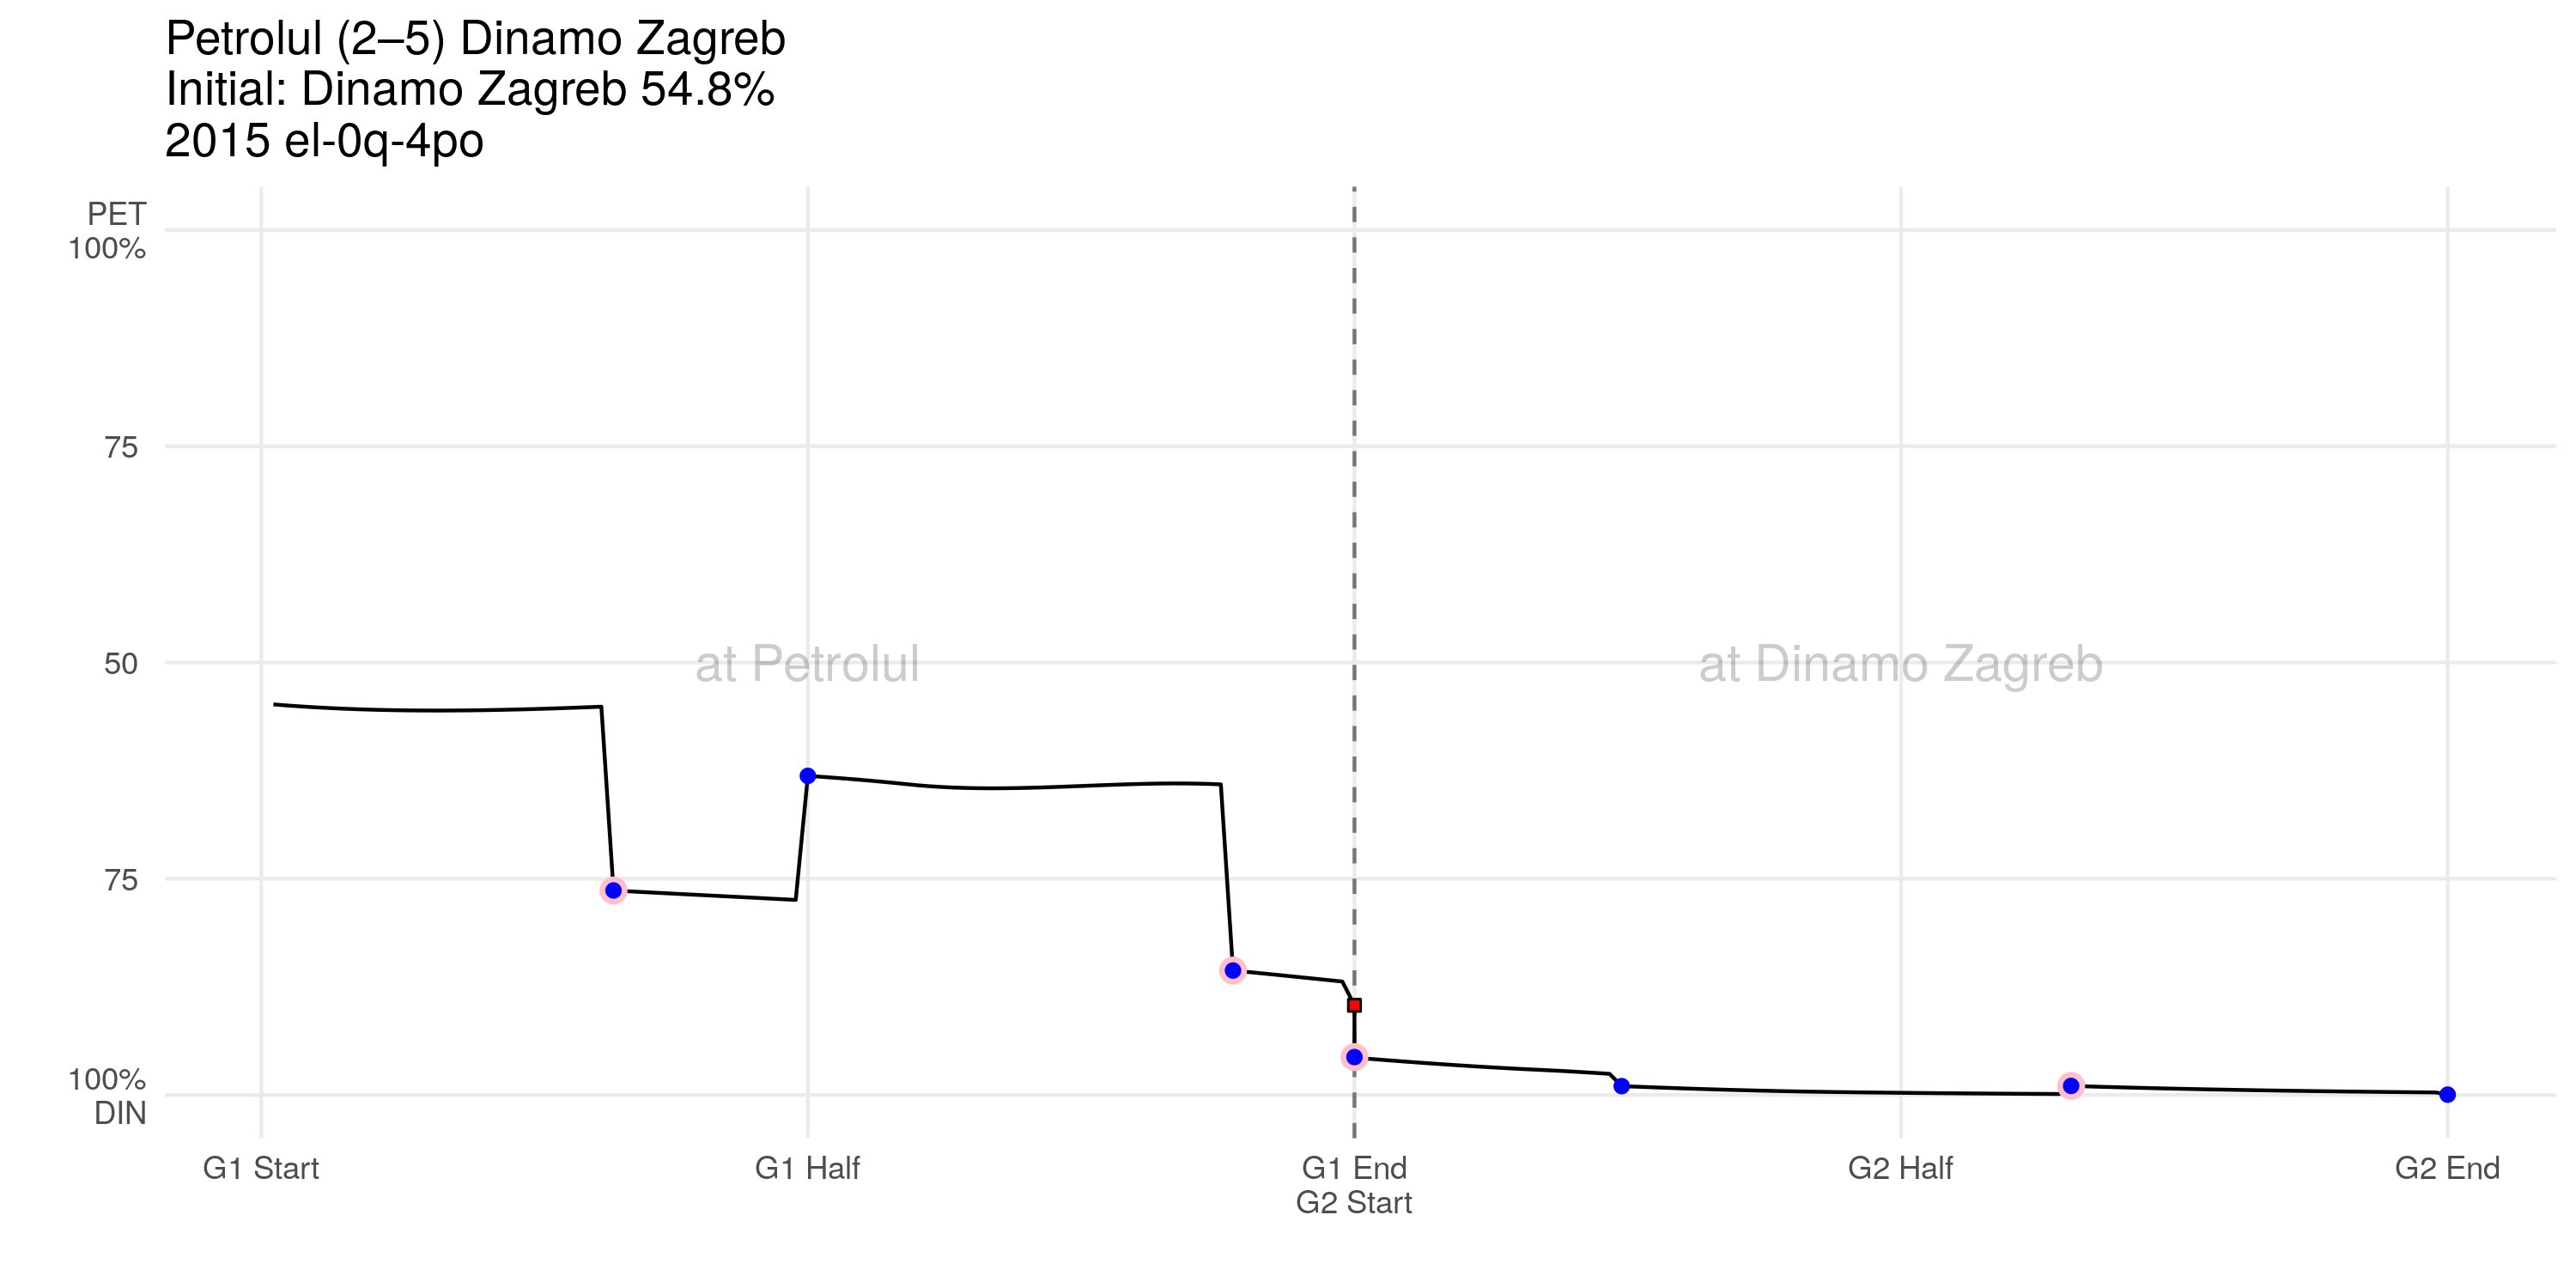 Petrolul (2–5) Dinamo Zagreb
Initial: Dinamo Zagreb 54.8%
2015 el-0q-4po
PET
100%
75
50
75
100%
DIN
at Petrolul
at Dinamo Zagreb
G1 Start
G1 Half
G1 End
G2 Start
G2 Half
G2 End